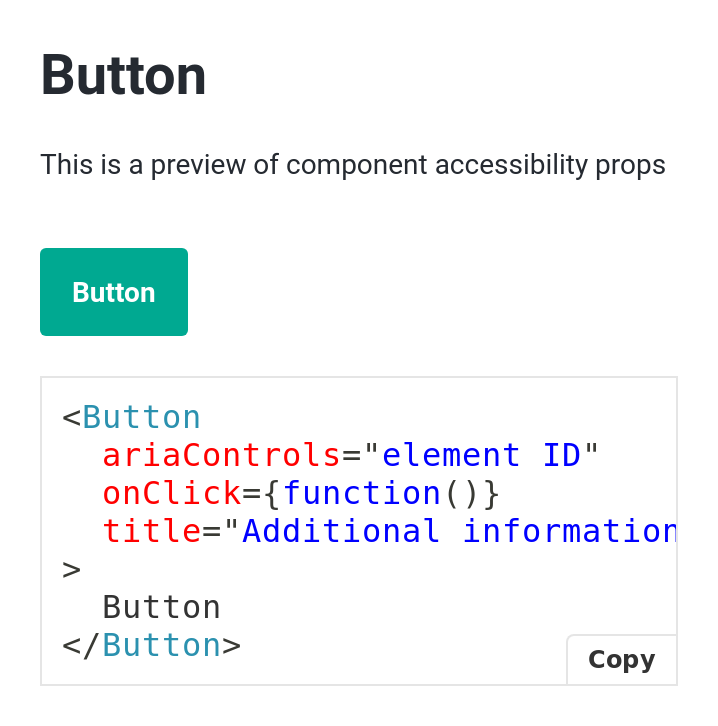 Button
This is a preview of component accessibility props
Button
<Button
ariaControls="element ID"
onClick={function()}
title="Additional information
>
Button
</Button>
Copy